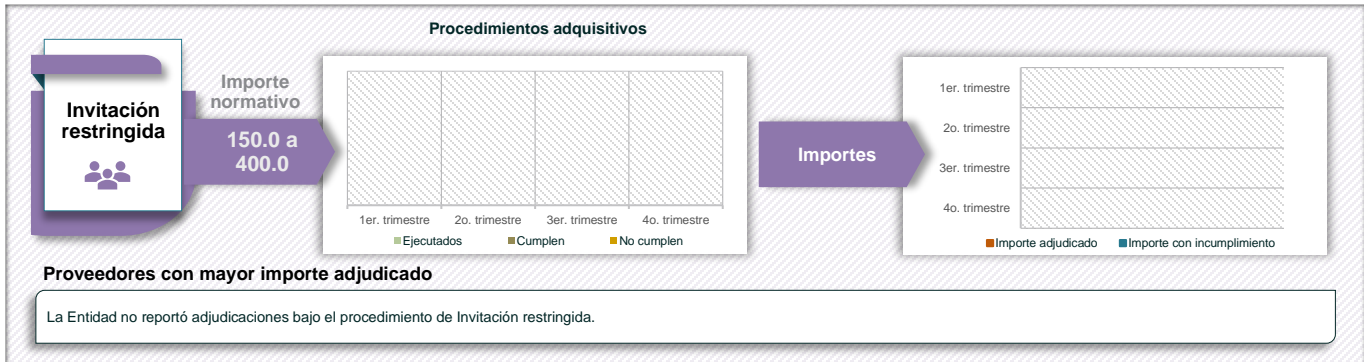 Procedimientos adquisitivos
Invitación
restringida
Importe
normativo
150.0 a
400.0
1er. trimestre
2o. trimestre
3er. trimestre
4o. trimestre
Ejecutados
Cumplen
No cumplen
Importes
1er. trimestre
2o. trimestre
3er. trimestre
4o. trimestre
Importe adjudicado
Importe con incumplimiento
Proveedores con mayor importe adjudicado
La Entidad no reportó adjudicaciones bajo el procedimiento de Invitación restringida.